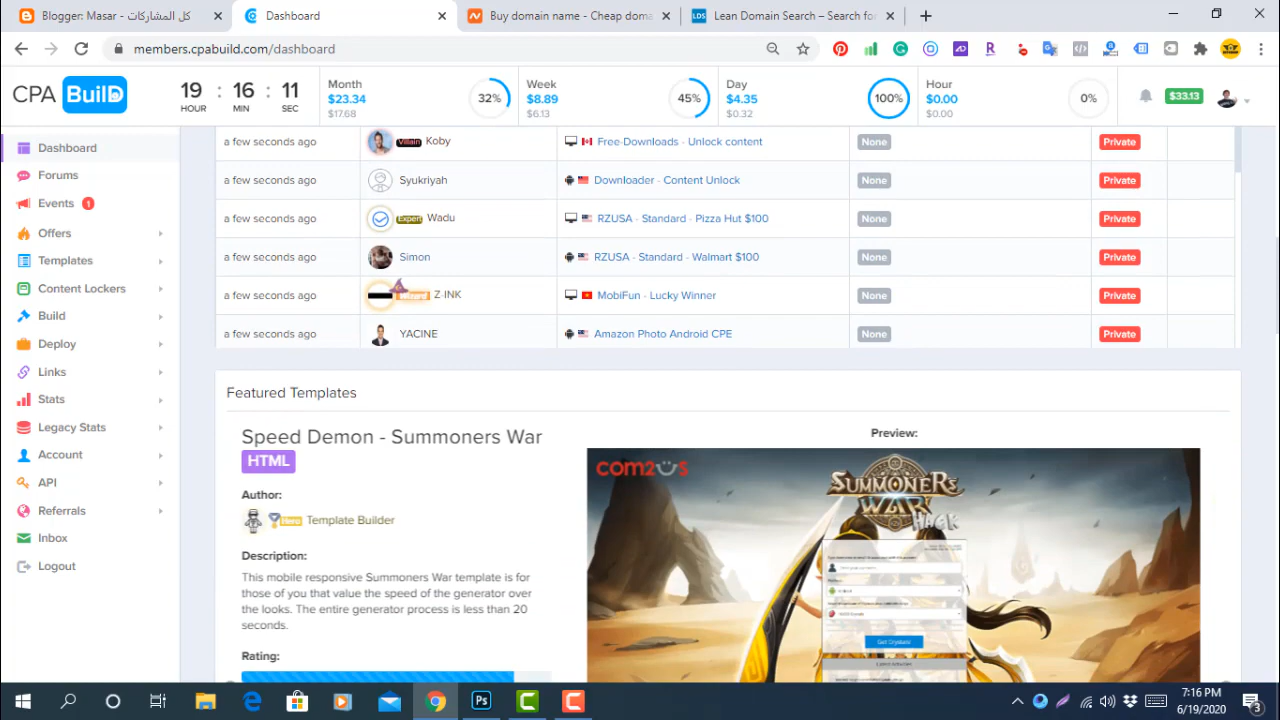 Blogger: Masar - كل المشاركات
Dashboard
Buy domain name - Cheap doma
Lean Domain Search – Search for
members.cpabuild.com/dashboard
CPA BuilD
19 : 16 : 11
HOUR MIN SEC
Month
$23.34
$17.68
32%
Week
$8.89
$6.13
45%
Day
$4.35
$0.32
100%
Hour
$0.00
$0.00
0%
$33.13
Dashboard
Forums
Events 1
Offers
Templates
Content Lockers
Build
Deploy
Links
Stats
Legacy Stats
Account
API
Referrals
Inbox
Logout
a few seconds ago Villain Koby Free-Downloads - Unlock content None Private
a few seconds ago Syukriyah Downloader - Content Unlock None Private
a few seconds ago Expert Wadu RZUSA - Standard - Pizza Hut $100 None Private
a few seconds ago Simon RZUSA - Standard - Walmart $100 None Private
a few seconds ago Wizard Z-INK MobiFun - Lucky Winner None Private
a few seconds ago YACINE Amazon Photo Android CPE None Private
Featured Templates
Speed Demon - Summoners War
HTML
Author:
Hero Template Builder
Description:
This mobile responsive Summoners War template is for
those of you that value the speed of the generator over
the looks. The entire generator process is less than 20
seconds.
Rating:
Preview:
COM2US
SUMMONERS
WAR
HACK
Get Crystals
Ps
7:16 PM
6/19/2020
3